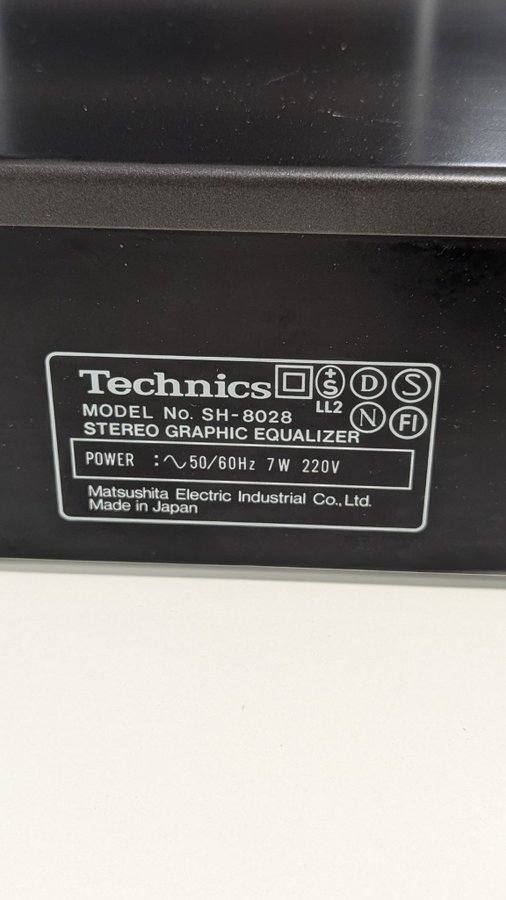 Technics
+S D S
LL2 N FI
MODEL No. SH-8028
STEREO GRAPHIC EQUALIZER
POWER : ∿ 50/60Hz 7W 220V
Matsushita Electric Industrial Co., Ltd.
Made in Japan